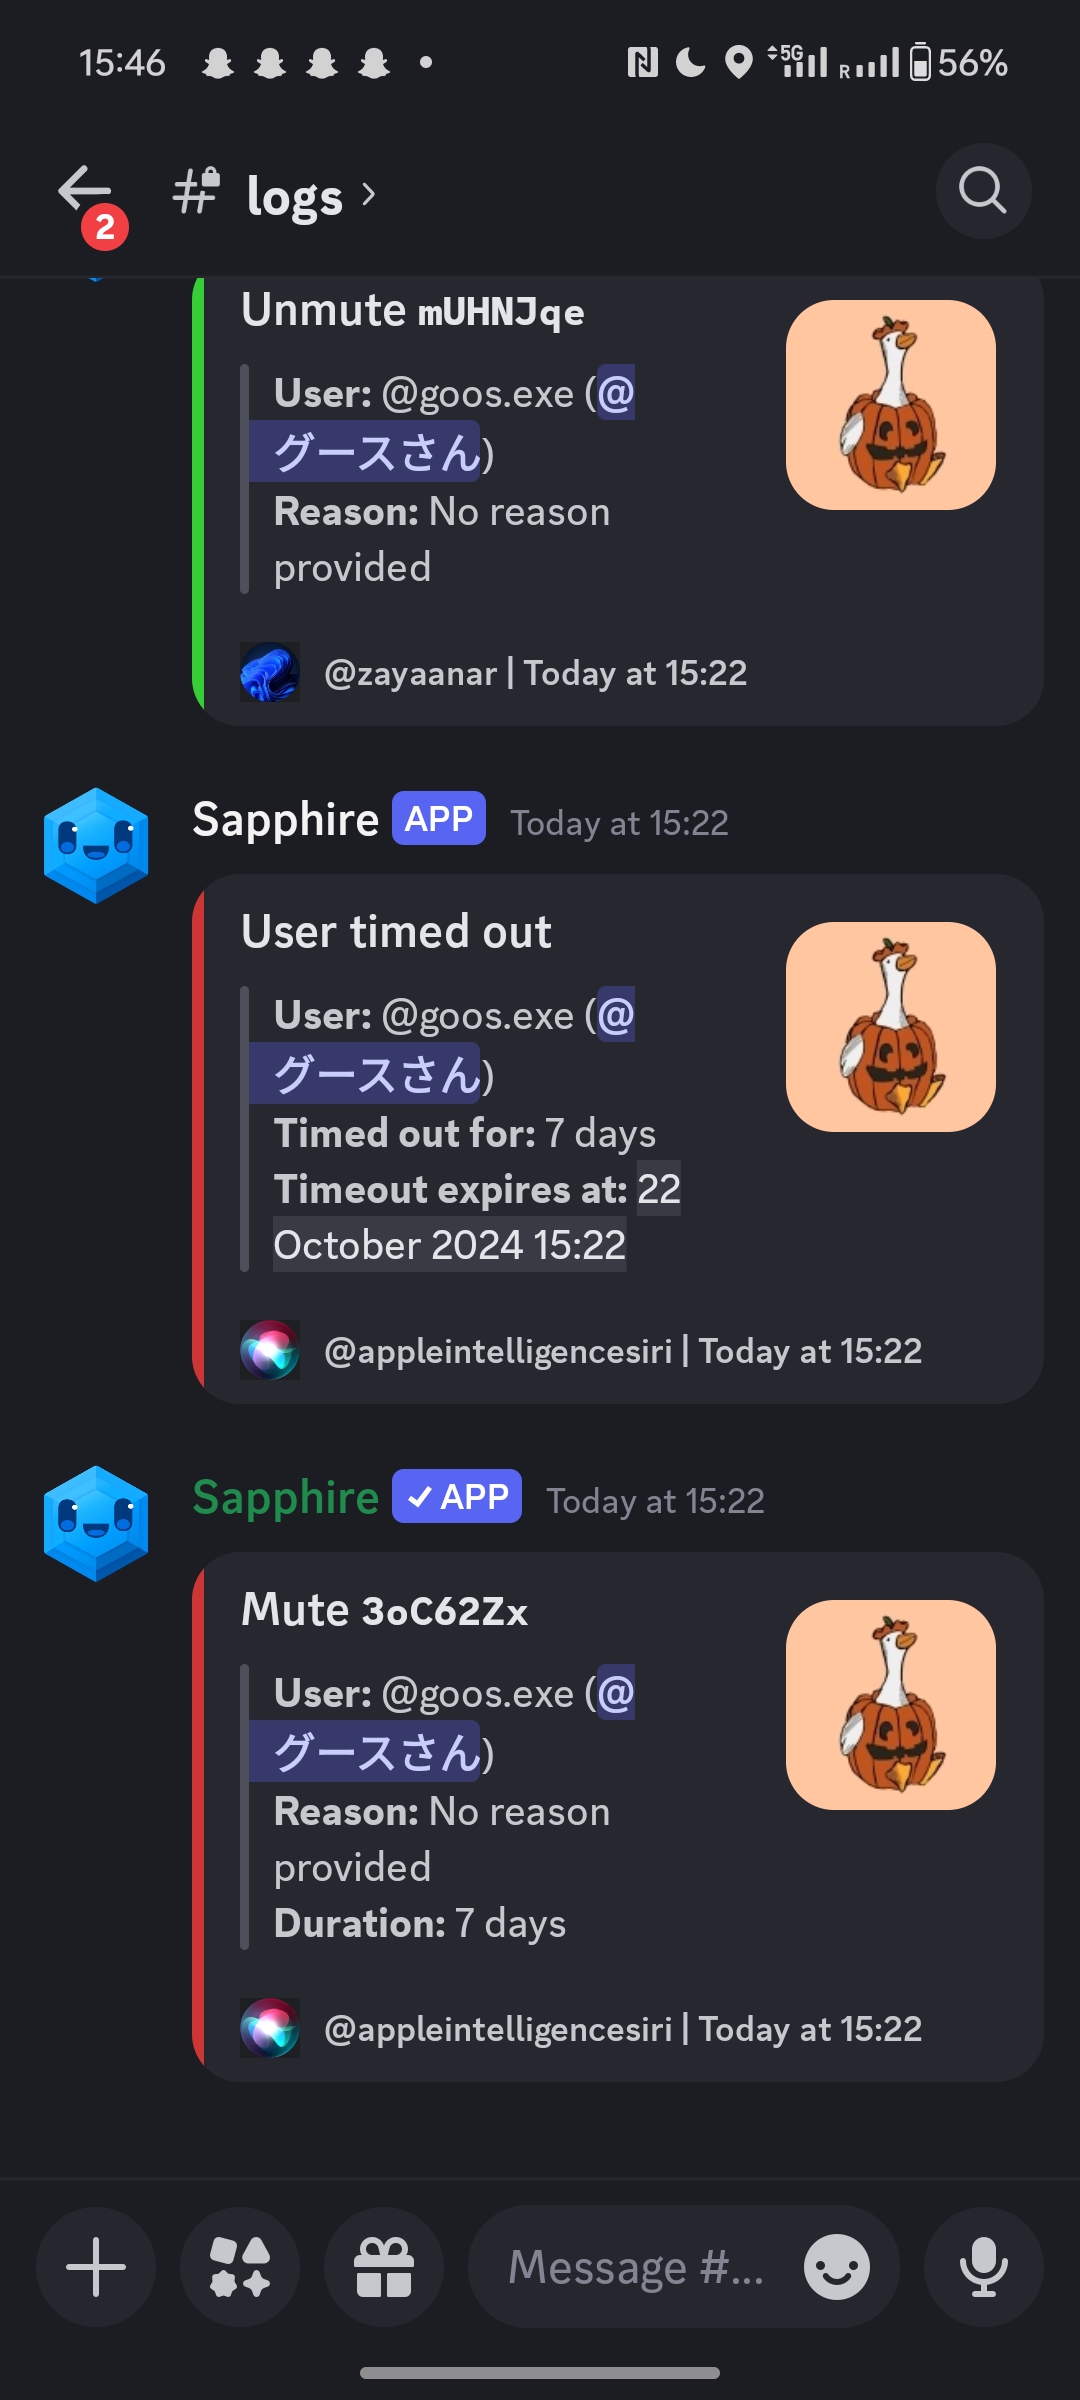 15:46 5G R 56%
2
logs
Unmute mUHNJqe
User: @goos.exe (@
グースさん)
Reason: No reason
provided
@zayaanar | Today at 15:22
Sapphire APP Today at 15:22
User timed out
User: @goos.exe (@
グースさん)
Timed out for: 7 days
Timeout expires at: 22
October 2024 15:22
@appleintelligencesiri | Today at 15:22
Sapphire ✓ APP Today at 15:22
Mute 3oC62Zx
User: @goos.exe (@
グースさん)
Reason: No reason
provided
Duration: 7 days
@appleintelligencesiri | Today at 15:22
Message #...